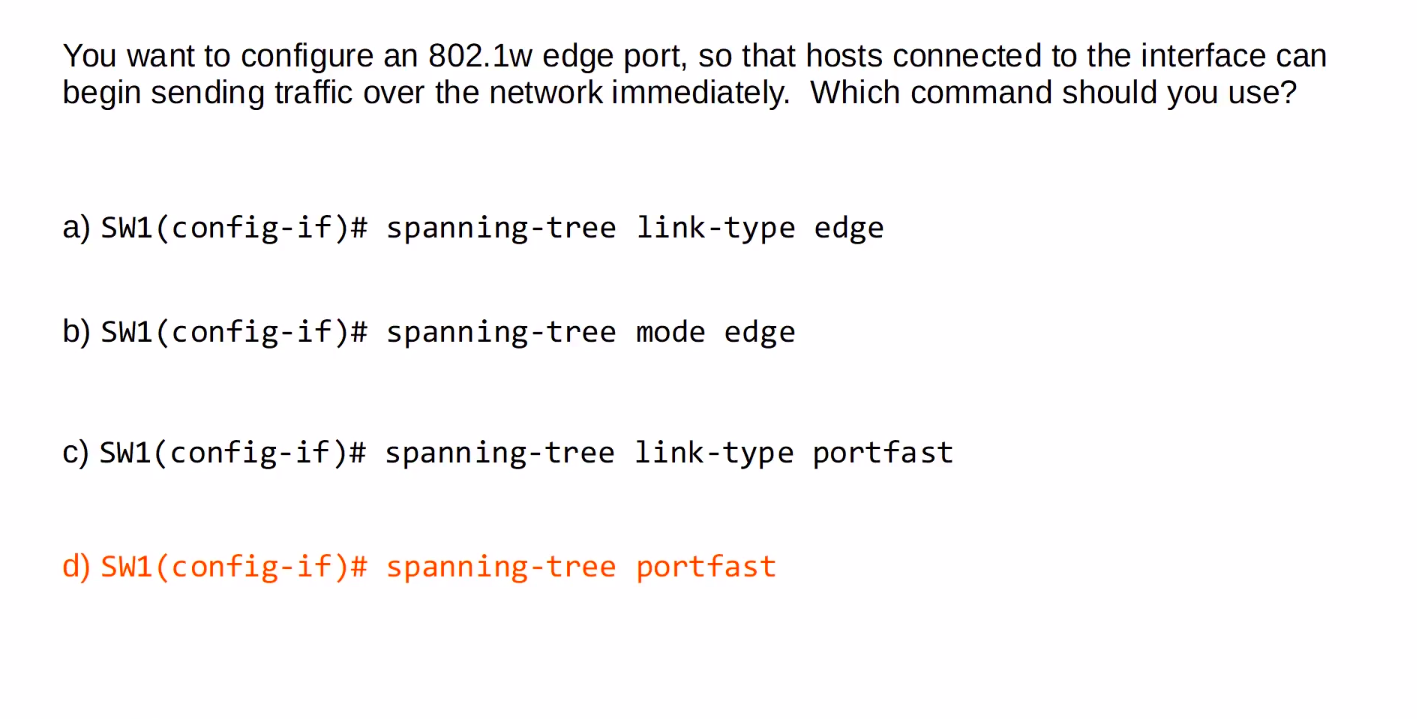 You want to configure an 802.1w edge port, so that hosts connected to the interface can
begin sending traffic over the network immediately.  Which command should you use?
a) SW1(config-if)# spanning-tree link-type edge
b) SW1(config-if)# spanning-tree mode edge
c) SW1(config-if)# spanning-tree link-type portfast
d) SW1(config-if)# spanning-tree portfast